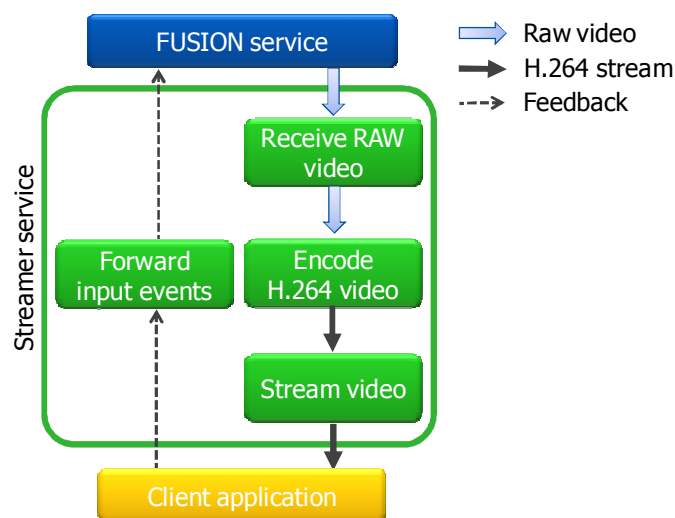 FUSION service
Raw video
H.264 stream
Feedback
Receive RAW
video
Streamer service
Forward
input events
Encode
H.264 video
Stream video
Client application